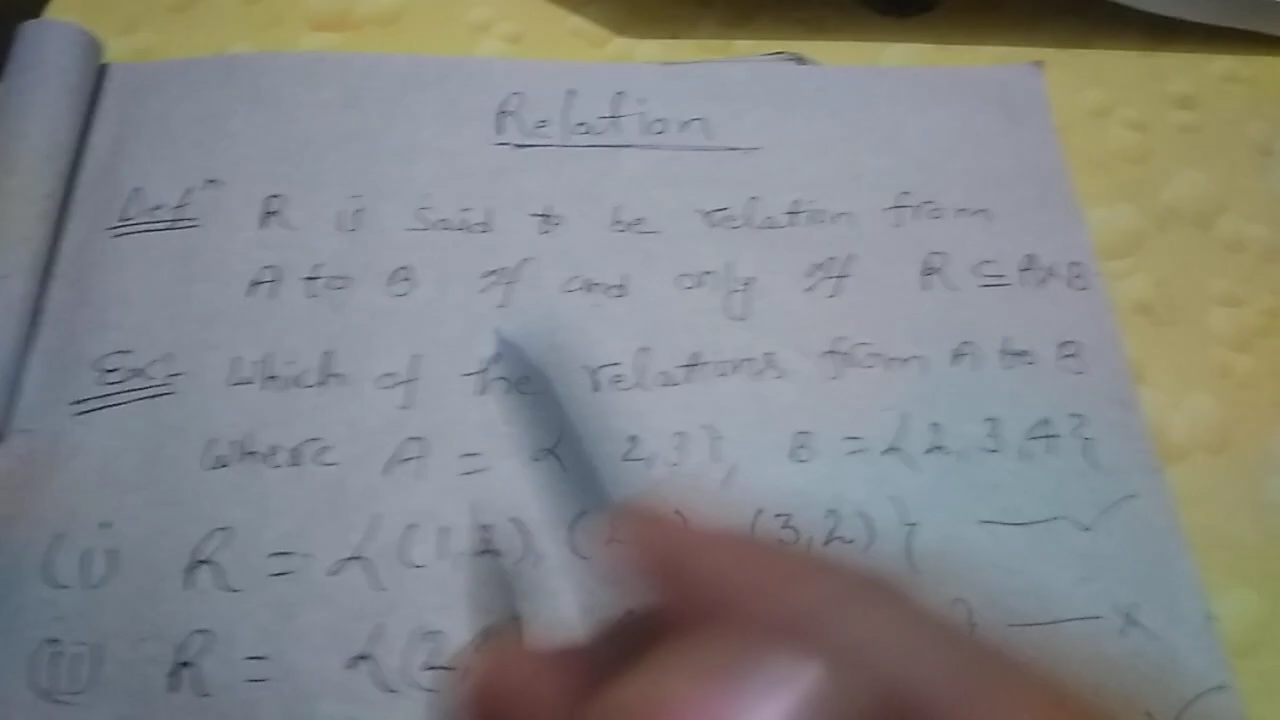 Relation
Defn R is said to be relation from
A to B if and only if R ⊆ A×B
Ex:- Which of the relations from A to B
where A = { 2,3}, B = {2,3,4}
(i) R = {(1, ), ( ), (3,2)} — ✓
(ii) R = {(2 } — ×